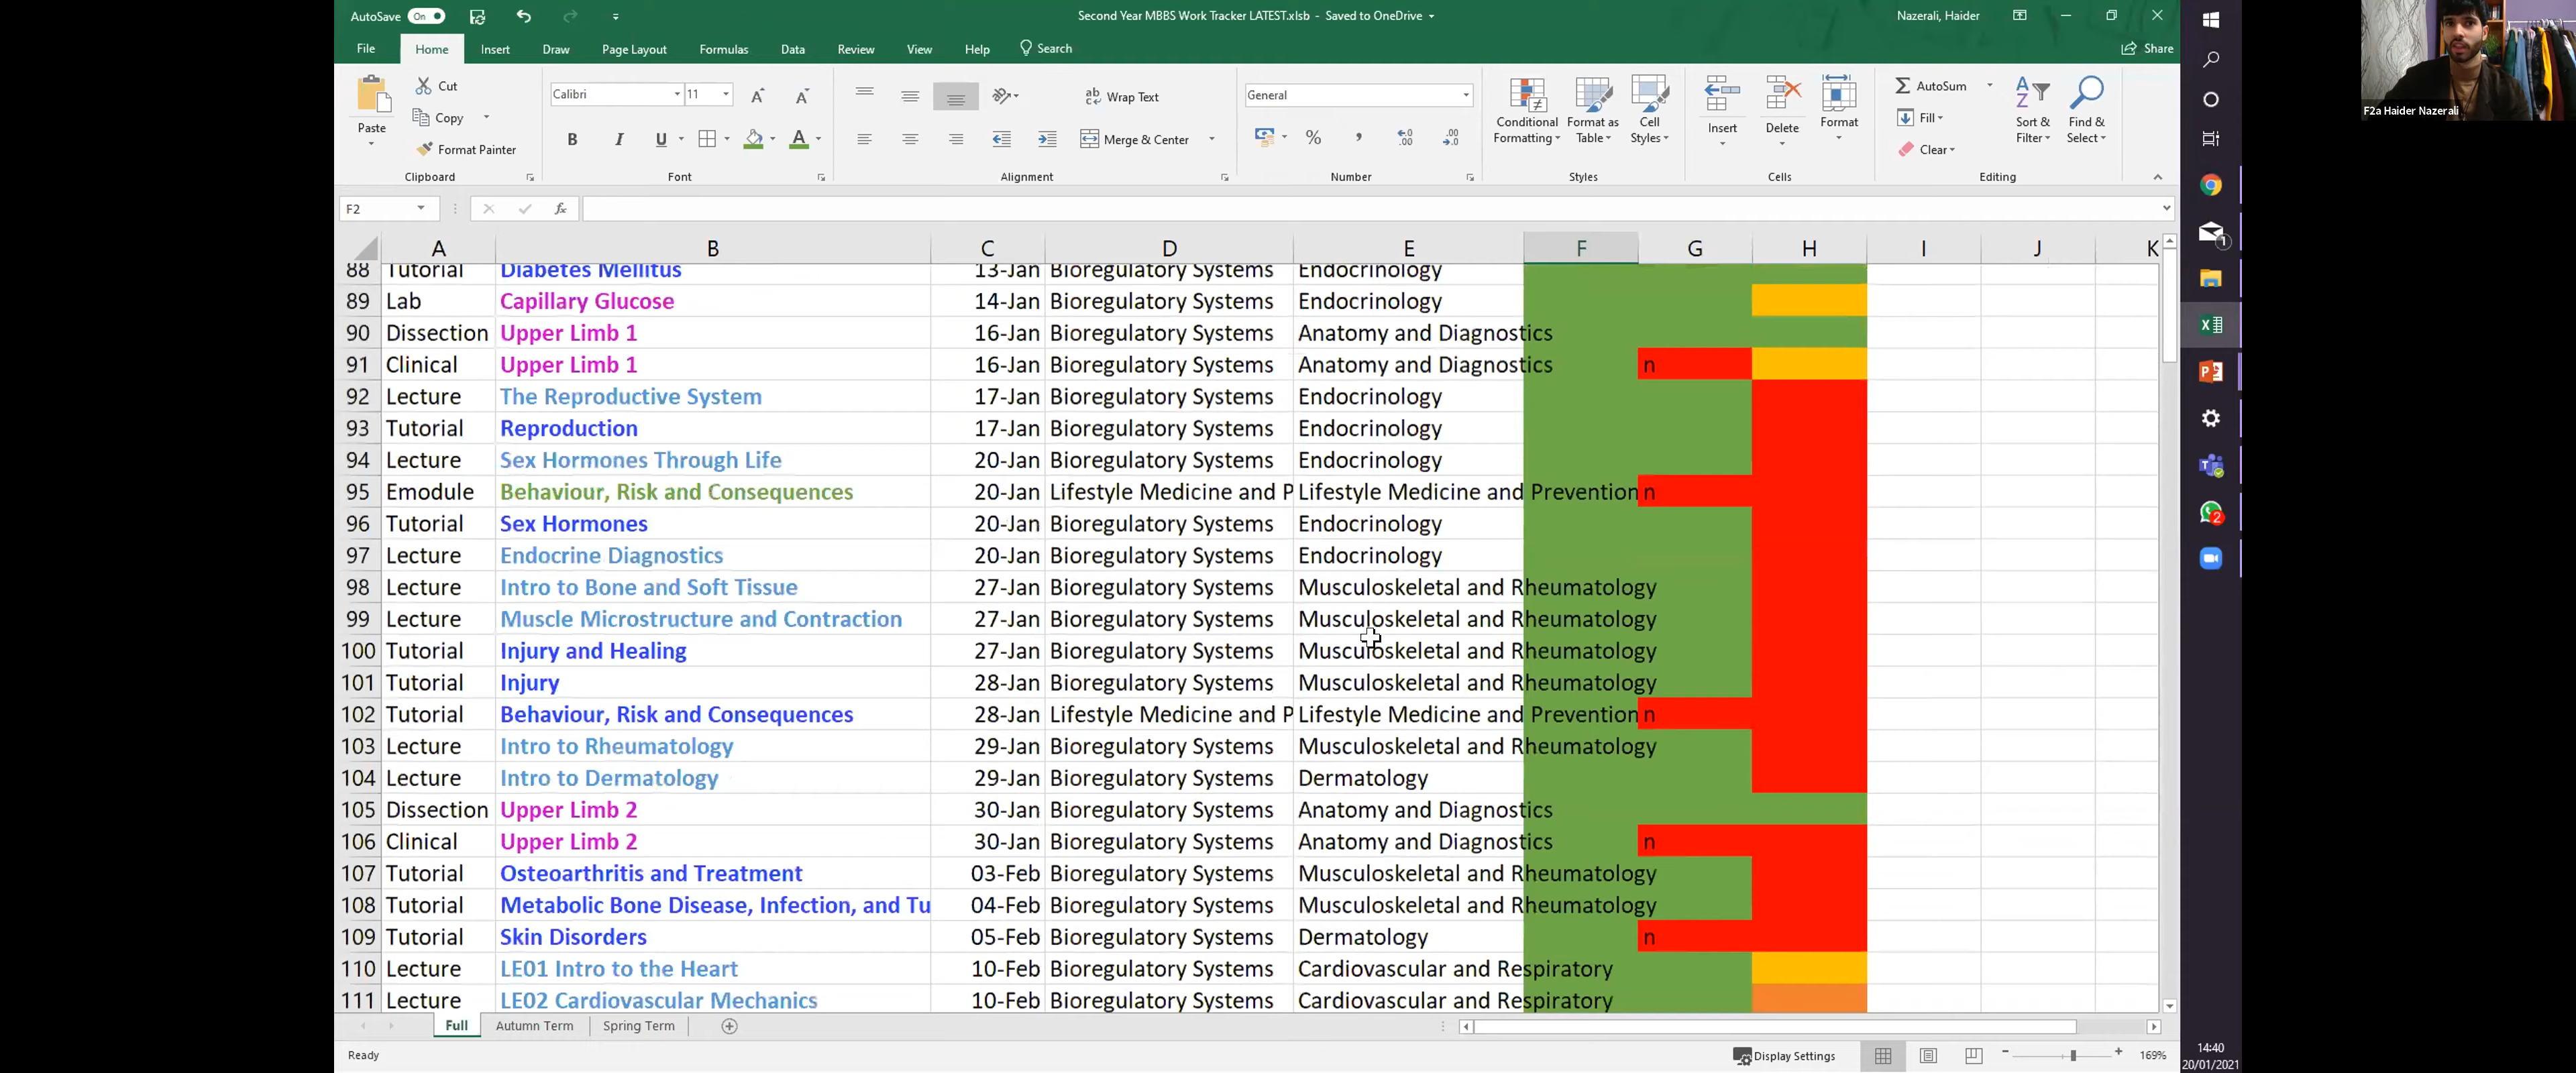 AutoSave On Second Year MBBS Work Tracker LATEST.xlsb - Saved to OneDrive Nazerali, Haider
File Home Insert Draw Page Layout Formulas Data Review View Help Search Share
F2a Haider Nazerali
Paste Cut Copy Format Painter Clipboard
Calibri 11 A A B I U A Font
ab Wrap Text Merge & Center Alignment
General % , Number
Conditional Formatting Format as Table Cell Styles Styles
Insert Delete Format Cells
AutoSum Fill Clear Sort & Filter Find & Select Editing
F2 fx
A B C D E F G H I J K
88 Tutorial Diabetes Mellitus 13-Jan Bioregulatory Systems Endocrinology
89 Lab Capillary Glucose 14-Jan Bioregulatory Systems Endocrinology
90 Dissection Upper Limb 1 16-Jan Bioregulatory Systems Anatomy and Diagnostics
91 Clinical Upper Limb 1 16-Jan Bioregulatory Systems Anatomy and Diagnostics n
92 Lecture The Reproductive System 17-Jan Bioregulatory Systems Endocrinology
93 Tutorial Reproduction 17-Jan Bioregulatory Systems Endocrinology
94 Lecture Sex Hormones Through Life 20-Jan Bioregulatory Systems Endocrinology
95 Emodule Behaviour, Risk and Consequences 20-Jan Lifestyle Medicine and P Lifestyle Medicine and Prevention n
96 Tutorial Sex Hormones 20-Jan Bioregulatory Systems Endocrinology
97 Lecture Endocrine Diagnostics 20-Jan Bioregulatory Systems Endocrinology
98 Lecture Intro to Bone and Soft Tissue 27-Jan Bioregulatory Systems Musculoskeletal and Rheumatology
99 Lecture Muscle Microstructure and Contraction 27-Jan Bioregulatory Systems Musculoskeletal and Rheumatology
100 Tutorial Injury and Healing 27-Jan Bioregulatory Systems Musculoskeletal and Rheumatology
101 Tutorial Injury 28-Jan Bioregulatory Systems Musculoskeletal and Rheumatology
102 Tutorial Behaviour, Risk and Consequences 28-Jan Lifestyle Medicine and P Lifestyle Medicine and Prevention n
103 Lecture Intro to Rheumatology 29-Jan Bioregulatory Systems Musculoskeletal and Rheumatology
104 Lecture Intro to Dermatology 29-Jan Bioregulatory Systems Dermatology
105 Dissection Upper Limb 2 30-Jan Bioregulatory Systems Anatomy and Diagnostics
106 Clinical Upper Limb 2 30-Jan Bioregulatory Systems Anatomy and Diagnostics n
107 Tutorial Osteoarthritis and Treatment 03-Feb Bioregulatory Systems Musculoskeletal and Rheumatology
108 Tutorial Metabolic Bone Disease, Infection, and Tu 04-Feb Bioregulatory Systems Musculoskeletal and Rheumatology
109 Tutorial Skin Disorders 05-Feb Bioregulatory Systems Dermatology n
110 Lecture LE01 Intro to the Heart 10-Feb Bioregulatory Systems Cardiovascular and Respiratory
111 Lecture LE02 Cardiovascular Mechanics 10-Feb Bioregulatory Systems Cardiovascular and Respiratory
Full Autumn Term Spring Term
Ready Display Settings 169%
1
2
14:40
20/01/2021